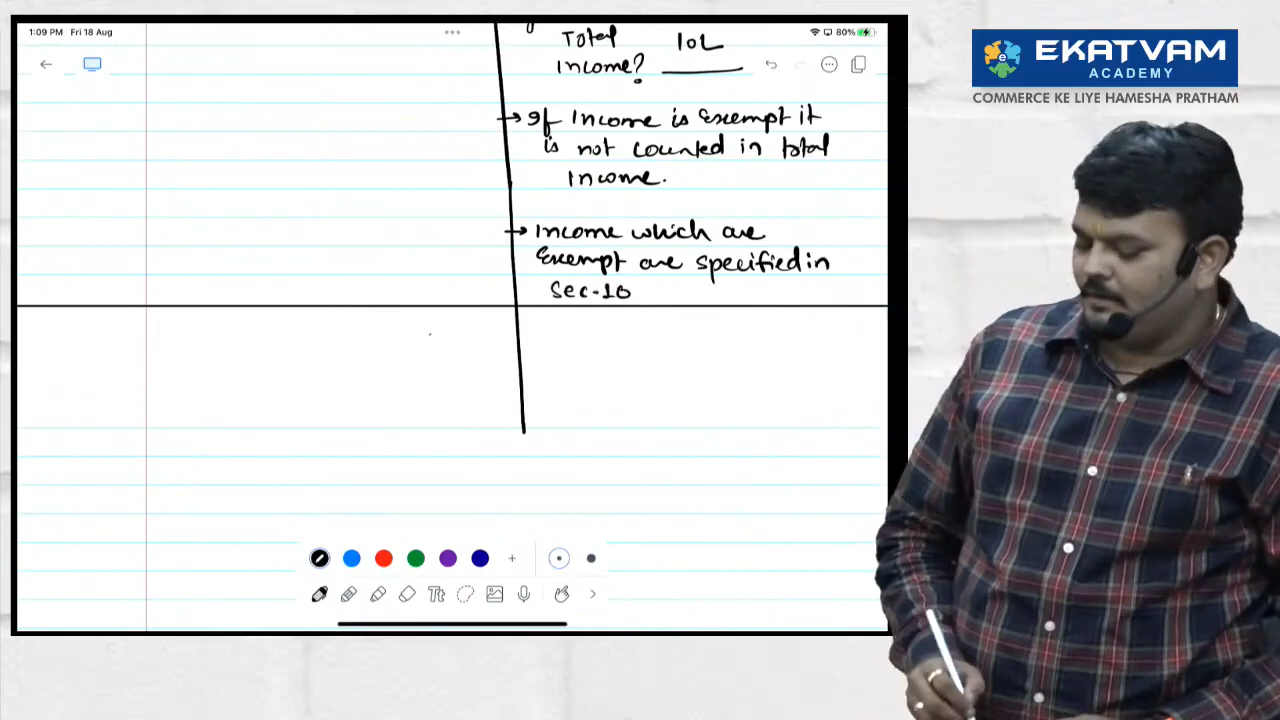 1:09 PM Fri 18 Aug
80%
Total 10L
Income?
→ If Income is Exempt it
is not counted in total
Income.
→ Income which are
Exempt are specified in
Sec-10
Tt
EKATVAM
ACADEMY
COMMERCE KE LIYE HAMESHA PRATHAM